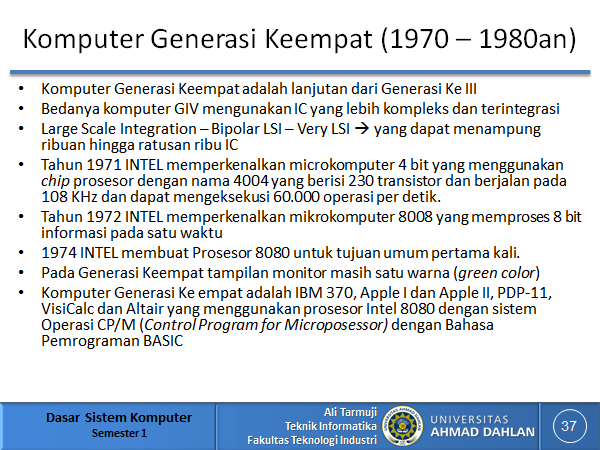 Komputer Generasi Keempat (1970 – 1980an)
• Komputer Generasi Keempat adalah lanjutan dari Generasi Ke III
• Bedanya komputer GIV mengunakan IC yang lebih kompleks dan terintegrasi
• Large Scale Integration – Bipolar LSI – Very LSI → yang dapat menampung
ribuan hingga ratusan ribu IC
• Tahun 1971 INTEL memperkenalkan microkomputer 4 bit yang menggunakan
chip prosesor dengan nama 4004 yang berisi 230 transistor dan berjalan pada
108 KHz dan dapat mengeksekusi 60.000 operasi per detik.
• Tahun 1972 INTEL memperkenalkan mikrokomputer 8008 yang memproses 8 bit
informasi pada satu waktu
• 1974 INTEL membuat Prosesor 8080 untuk tujuan umum pertama kali.
• Pada Generasi Keempat tampilan monitor masih satu warna (green color)
• Komputer Generasi Ke empat adalah IBM 370, Apple I dan Apple II, PDP-11,
VisiCalc dan Altair yang menggunakan prosesor Intel 8080 dengan sistem
Operasi CP/M (Control Program for Microposessor) dengan Bahasa
Pemrograman BASIC
Dasar Sistem Komputer
Semester 1
Ali Tarmuji
Teknik Informatika
Fakultas Teknologi Industri
UNIVERSITAS
AHMAD DAHLAN
37